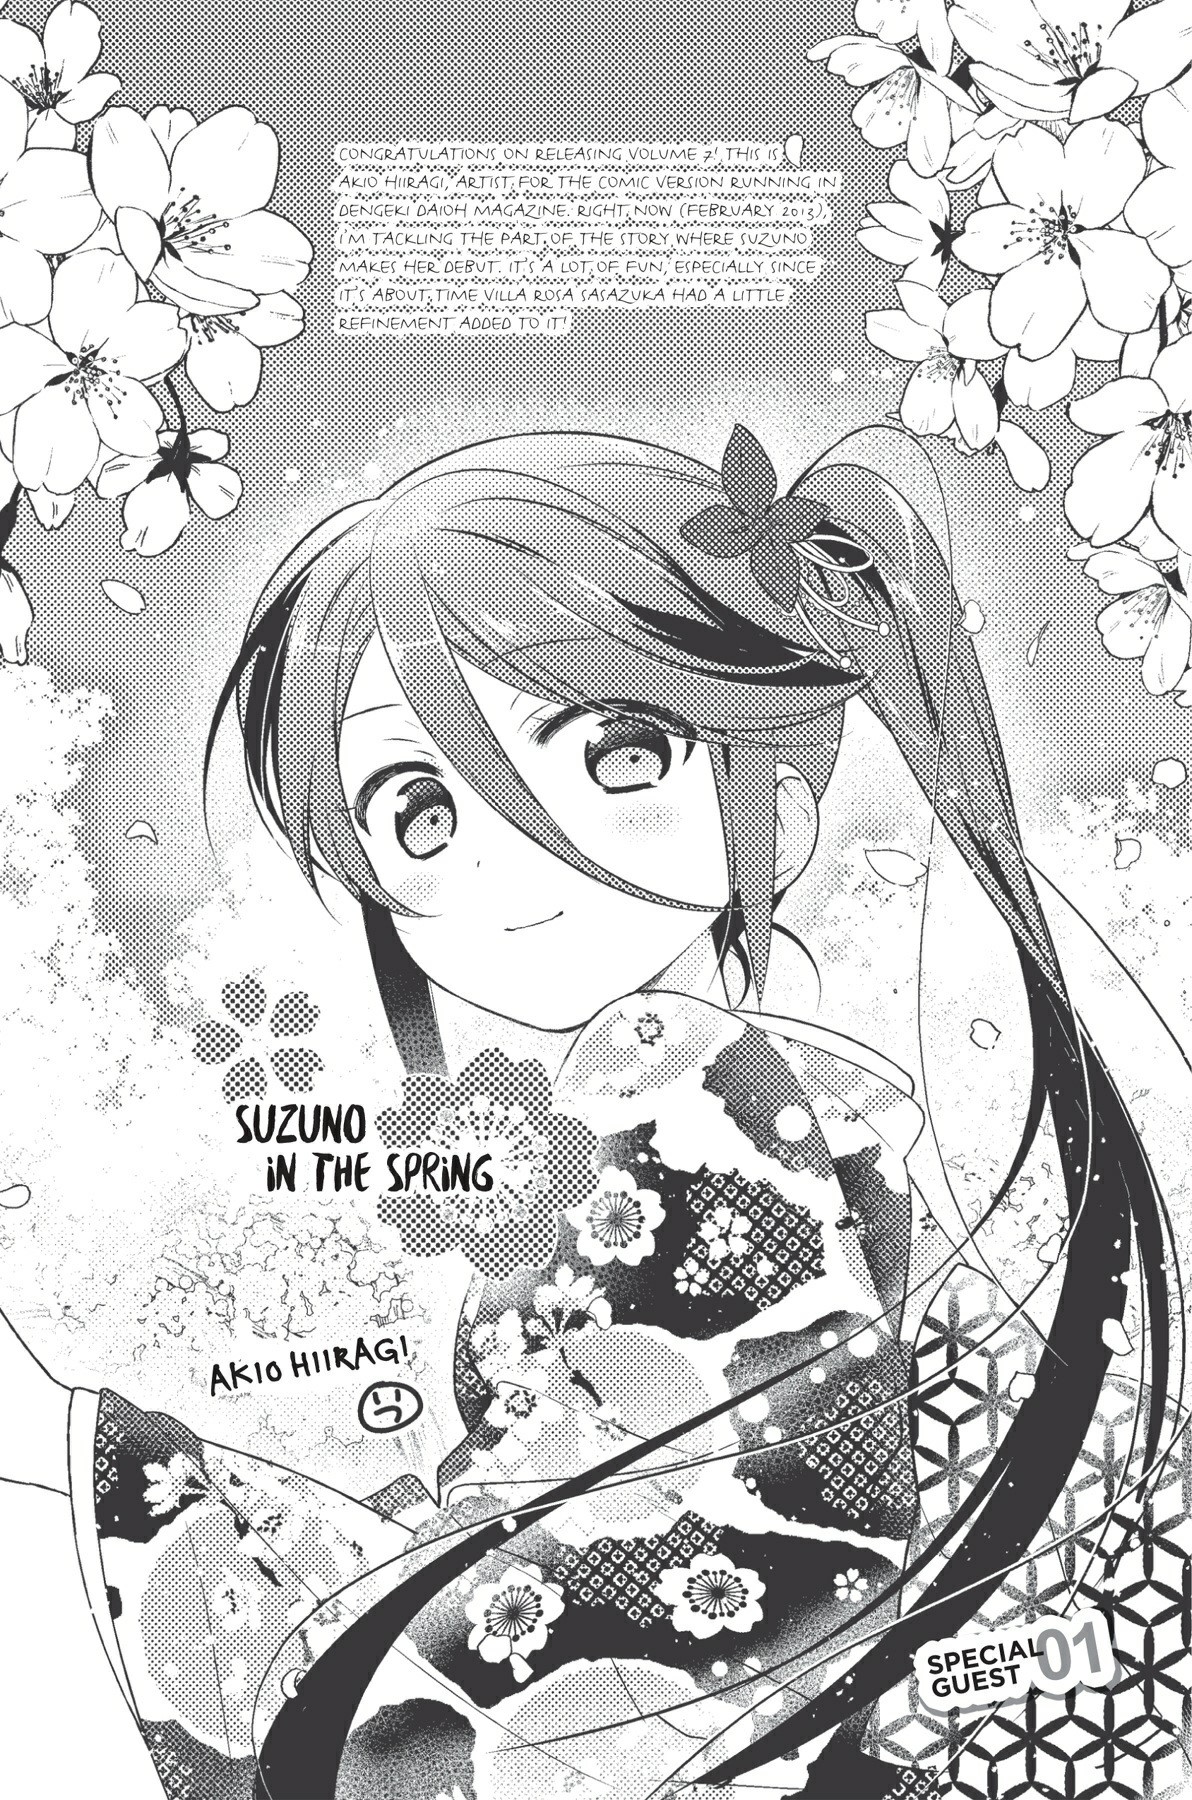 CONGRATULATIONS ON RELEASING VOLUME 7! THIS IS
AKIO HIIRAGI, ARTIST FOR THE COMIC VERSION RUNNING IN
DENGEKI DAIOH MAGAZINE. RIGHT NOW (FEBRUARY 2013),
I'M TACKLING THE PART OF THE STORY WHERE SUZUNO
MAKES HER DEBUT. IT'S A LOT OF FUN, ESPECIALLY SINCE
IT'S ABOUT TIME VILLA ROSA SASAZUKA HAD A LITTLE
REFINEMENT ADDED TO IT!
SUZUNO
IN THE SPRING
AKIO HIIRAGI
SPECIAL
GUEST 01